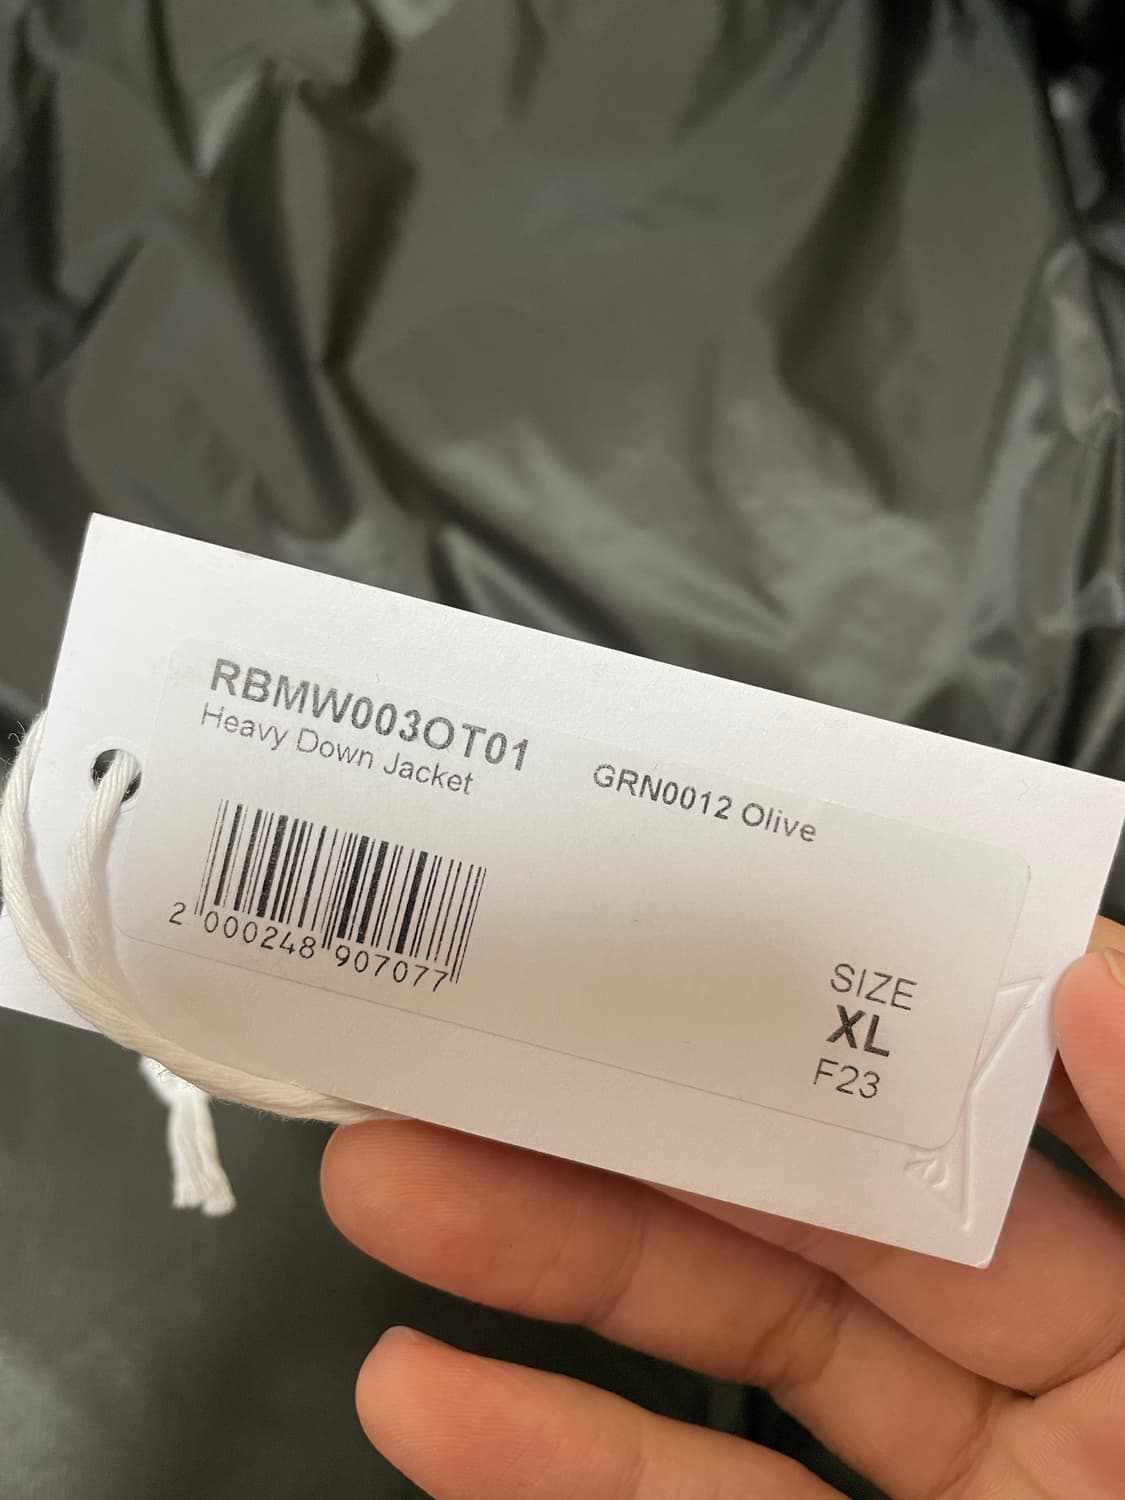 RBMW003OT01
Heavy Down Jacket
GRN0012 Olive
2 000248 907077
SIZE
XL
F23